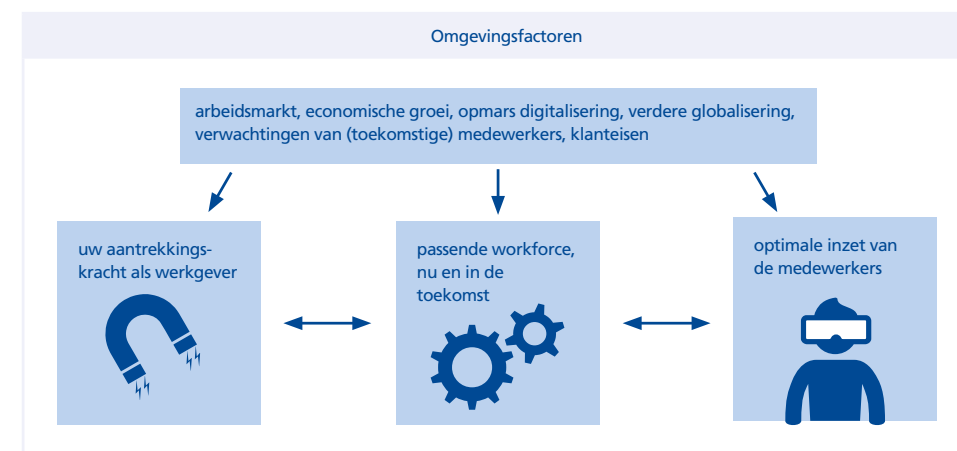 Omgevingsfactoren
arbeidsmarkt, economische groei, opmars digitalisering, verdere globalisering,
verwachtingen van (toekomstige) medewerkers, klanteisen
uw aantrekkings-
kracht als werkgever
passende workforce,
nu en in de
toekomst
optimale inzet van
de medewerkers